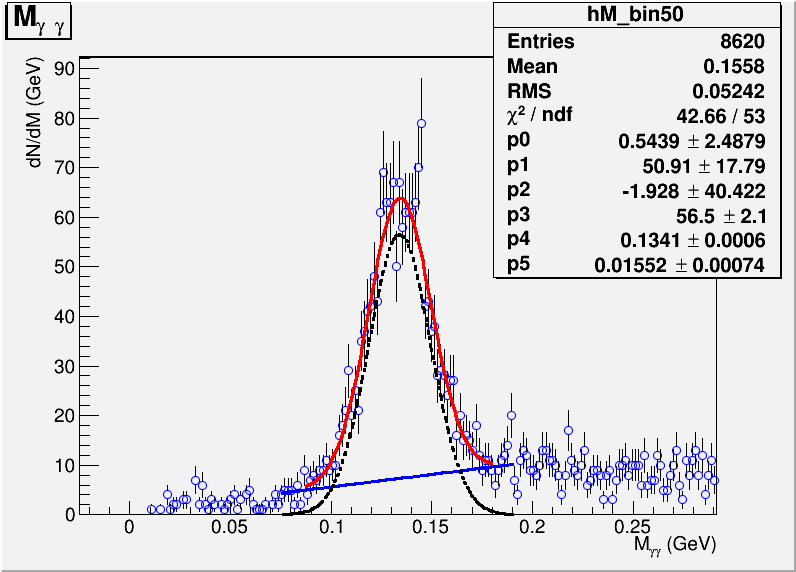 Mγ γ
hM_bin50
Entries 8620
Mean 0.1558
RMS 0.05242
χ² / ndf 42.66 / 53
p0 0.5439 ± 2.4879
p1 50.91 ± 17.79
p2 -1.928 ± 40.422
p3 56.5 ± 2.1
p4 0.1341 ± 0.0006
p5 0.01552 ± 0.00074
dN/dM (GeV)
90
80
70
60
50
40
30
20
10
0
0 0.05 0.1 0.15 0.2 0.25
Mγγ (GeV)